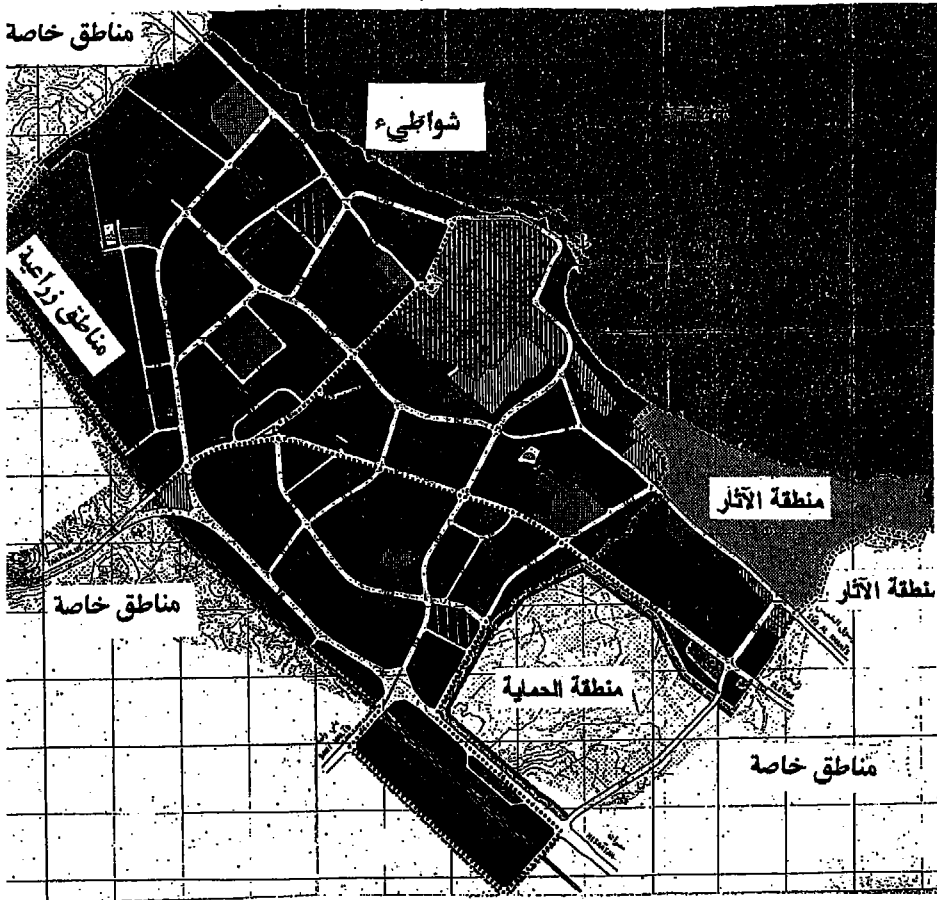 مناطق خاصة
شواطيء
مناطق زراعية
منطقة الآثار
منطقة الآثار
مناطق خاصة
منطقة الحماية
مناطق خاصة